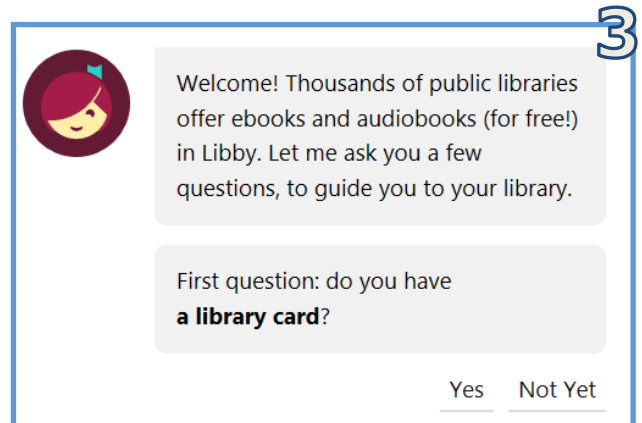 3
Welcome! Thousands of public libraries
offer ebooks and audiobooks (for free!)
in Libby. Let me ask you a few
questions, to guide you to your library.
First question: do you have
a library card?
Yes Not Yet